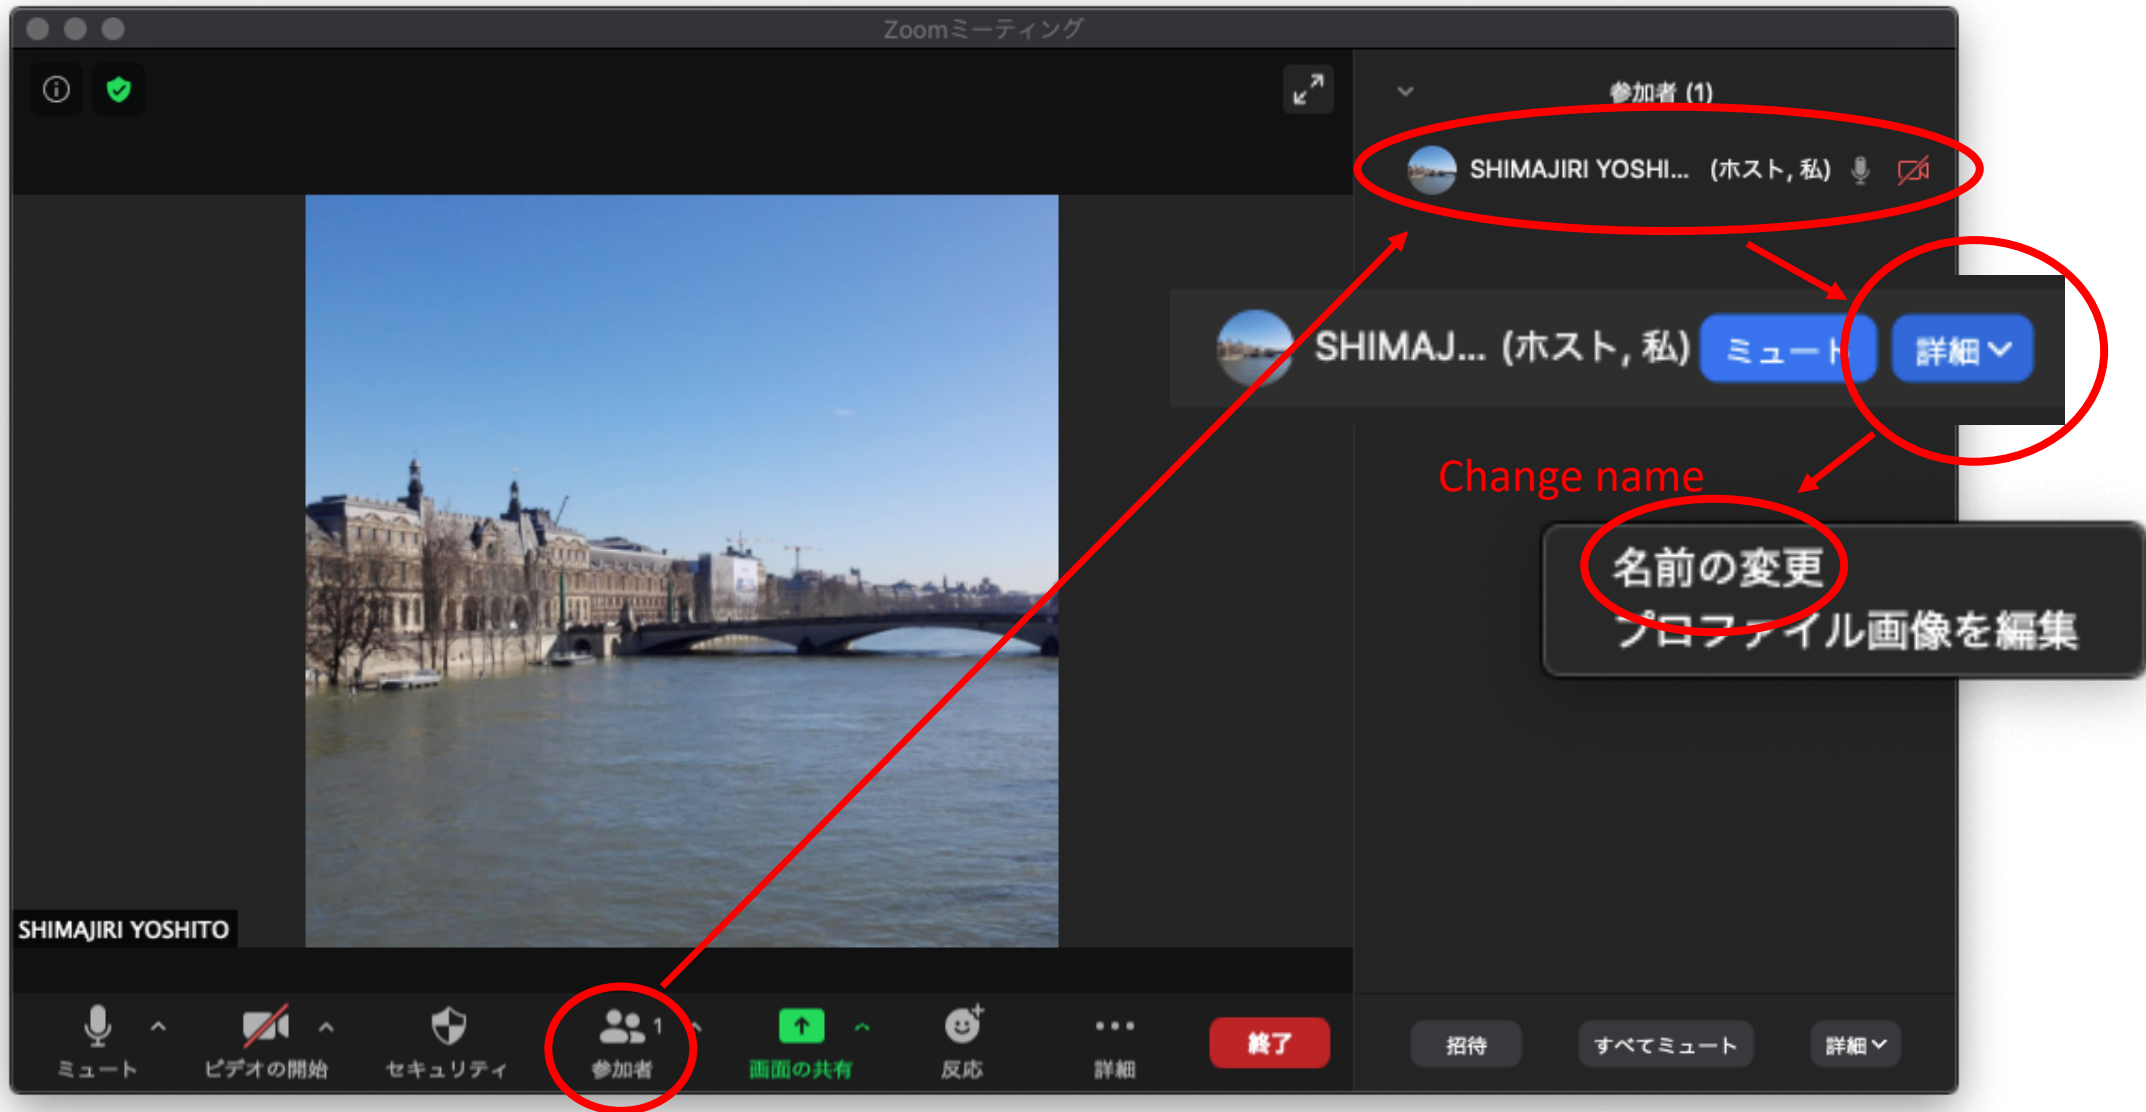 Zoomミーティング
参加者 (1)
SHIMAJIRI YOSHI... (ホスト, 私)
SHIMAJ... (ホスト, 私) ミュート 詳細
Change name
名前の変更
プロファイル画像を編集
SHIMAJIRI YOSHITO
ミュート ビデオの開始 セキュリティ 1 参加者 画面の共有 反応 詳細 終了
招待 すべてミュート 詳細